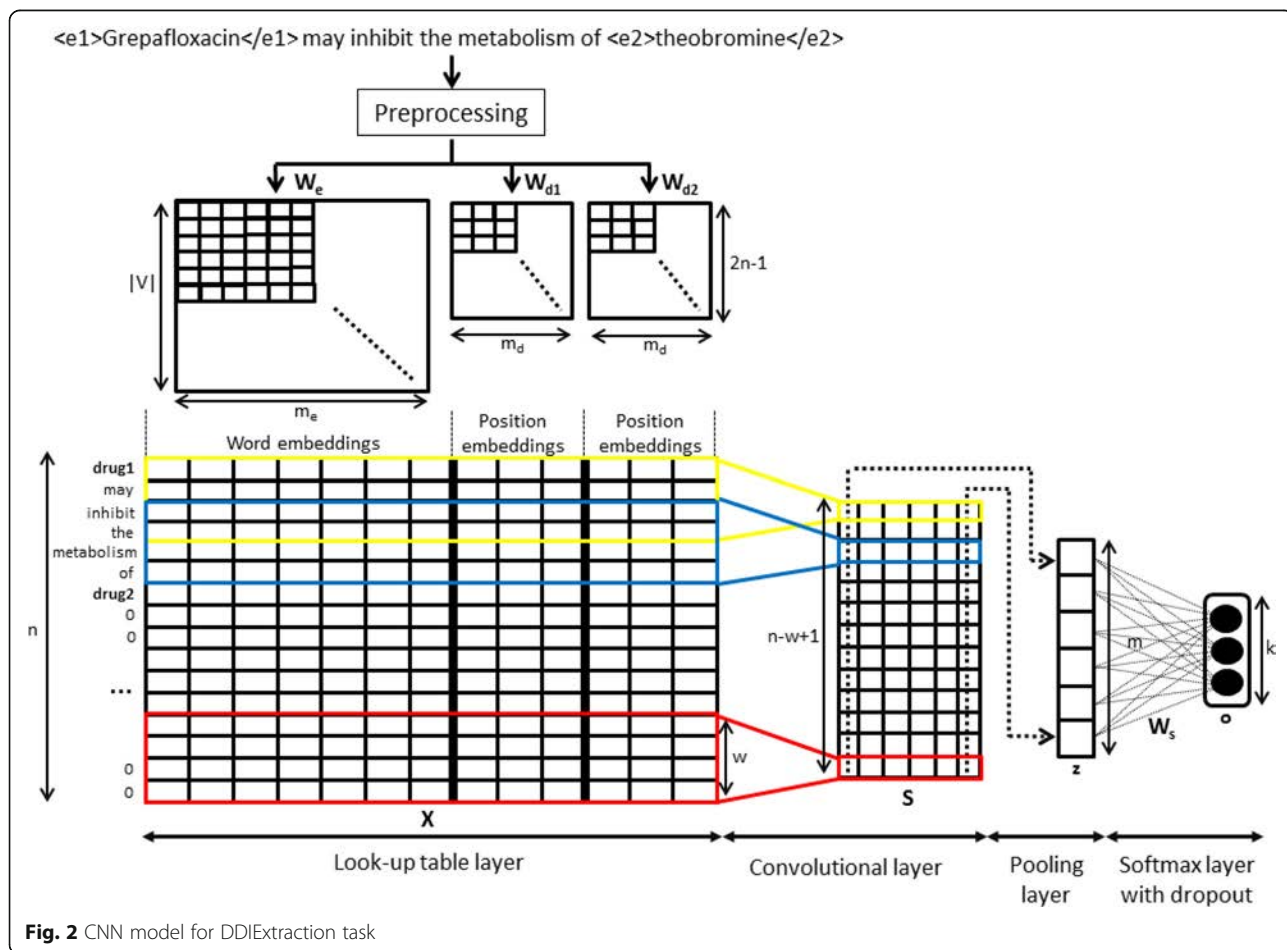 <e1>Grepafloxacin</e1> may inhibit the metabolism of <e2>theobromine</e2>
Preprocessing
We
Wd1
Wd2
|V|
2n-1
me
md
md
Word embeddings
Position embeddings
Position embeddings
drug1
may
inhibit
the
metabolism
of
drug2
0
0
...
0
0
n
w
n-w+1
m
k
Ws
o
z
X
S
Look-up table layer
Convolutional layer
Pooling layer
Softmax layer with dropout
Fig. 2 CNN model for DDIExtraction task